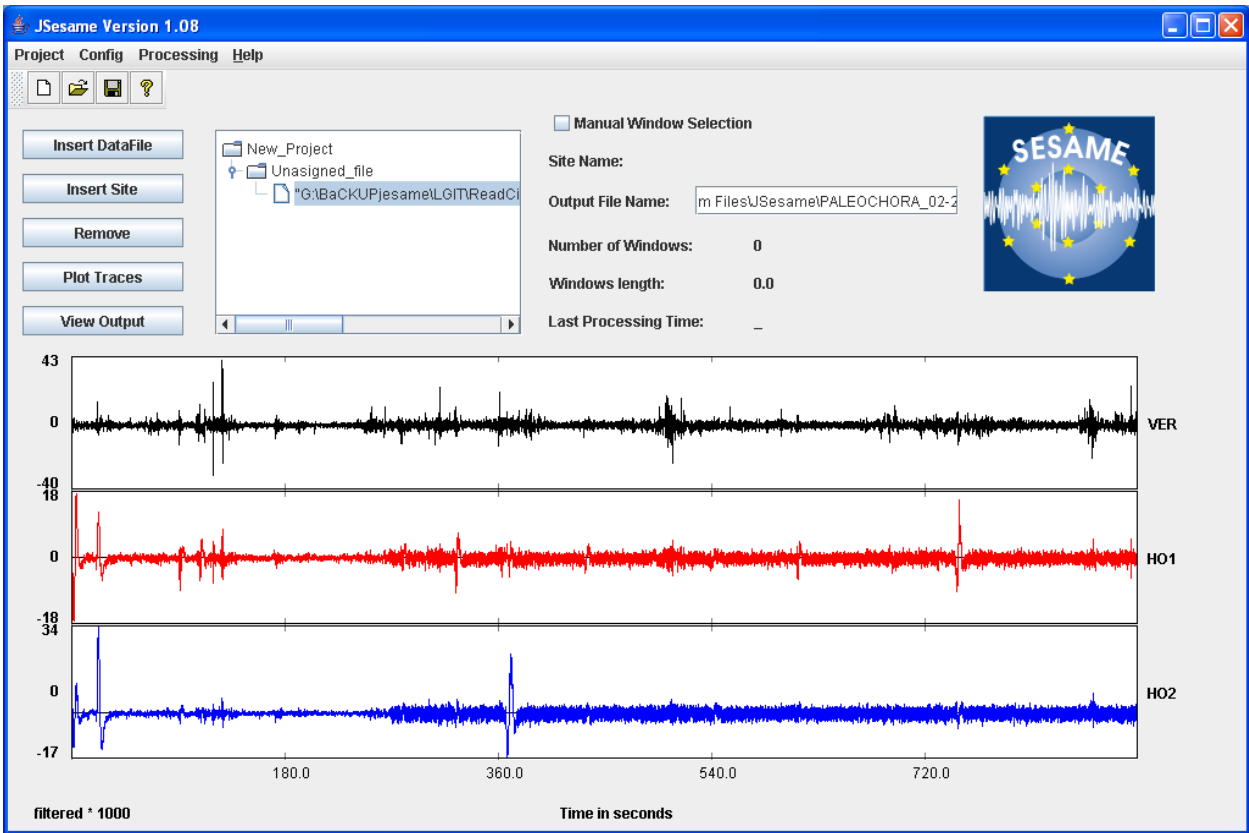 JSesame Version 1.08
Project Config Processing Help
Insert DataFile
Insert Site
Remove
Plot Traces
View Output
New_Project
Unasigned_file
"G:\BaCKUPjesame\LGIT\ReadCi
Manual Window Selection
Site Name:
Output File Name: m Files\JSesame\PALEOCHORA_02-2
Number of Windows: 0
Windows length: 0.0
Last Processing Time: _
SESAME
43
0
-40
VER
18
0
-18
HO1
34
0
-17
HO2
180.0 360.0 540.0 720.0
filtered * 1000 Time in seconds